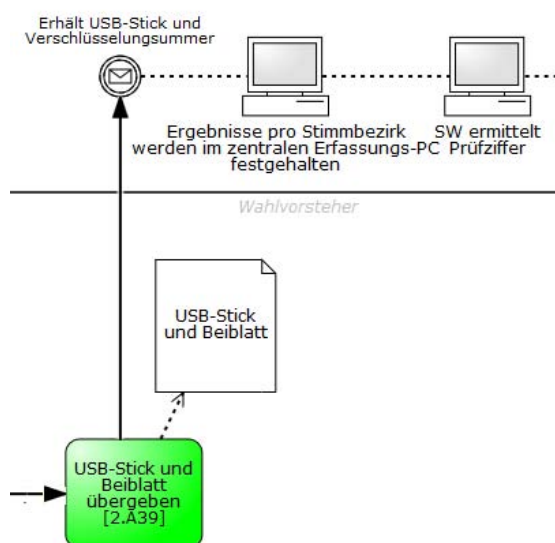 Erhält USB-Stick und
Verschlüsselungsummer
Ergebnisse pro Stimmbezirk
werden im zentralen Erfassungs-PC
festgehalten
SW ermittelt
Prüfziffer
Wahlvorsteher
USB-Stick
und Beiblatt
USB-Stick und
Beiblatt
übergeben
[2.A39]